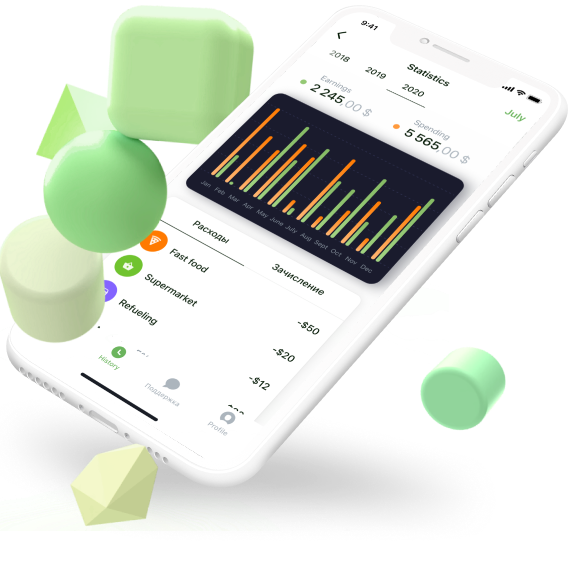 9:41
Statistics
2018 2019 2020
July
Earnings
2 245.00 $
Spending
5 565.00 $
Jan Feb Mar Apr May June July Aug Sept Oct Nov Dec
Расходы
Зачисление
Fast food
-$50
Supermarket
-$20
Refueling
-$12
History
Поддержка
Profile